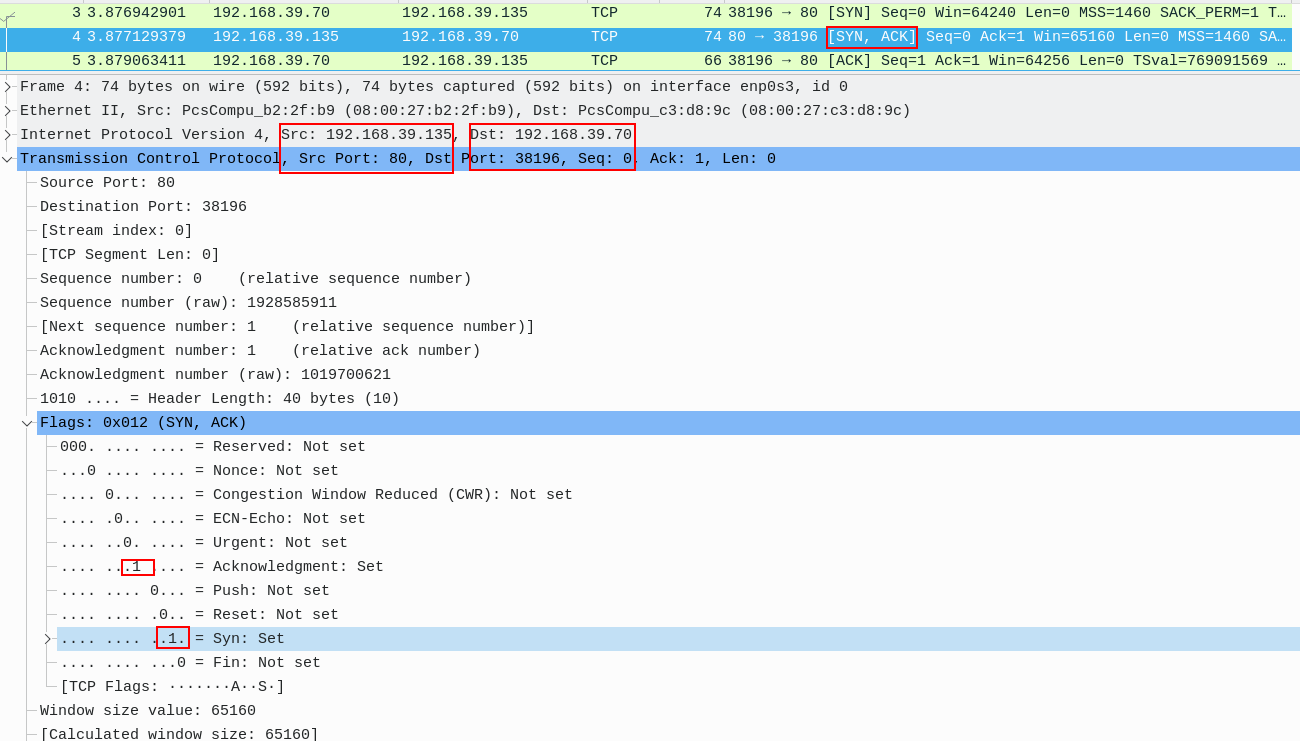 3 3.876942901 192.168.39.70 192.168.39.135 TCP 74 38196 → 80 [SYN] Seq=0 Win=64240 Len=0 MSS=1460 SACK_PERM=1 T…
4 3.877129379 192.168.39.135 192.168.39.70 TCP 74 80 → 38196 [SYN, ACK] Seq=0 Ack=1 Win=65160 Len=0 MSS=1460 SA…
5 3.879063411 192.168.39.70 192.168.39.135 TCP 66 38196 → 80 [ACK] Seq=1 Ack=1 Win=64256 Len=0 TSval=769091569 …
Frame 4: 74 bytes on wire (592 bits), 74 bytes captured (592 bits) on interface enp0s3, id 0
Ethernet II, Src: PcsCompu_b2:2f:b9 (08:00:27:b2:2f:b9), Dst: PcsCompu_c3:d8:9c (08:00:27:c3:d8:9c)
Internet Protocol Version 4, Src: 192.168.39.135, Dst: 192.168.39.70
Transmission Control Protocol, Src Port: 80, Dst Port: 38196, Seq: 0, Ack: 1, Len: 0
Source Port: 80
Destination Port: 38196
[Stream index: 0]
[TCP Segment Len: 0]
Sequence number: 0    (relative sequence number)
Sequence number (raw): 1928585911
[Next sequence number: 1    (relative sequence number)]
Acknowledgment number: 1    (relative ack number)
Acknowledgment number (raw): 1019700621
1010 .... = Header Length: 40 bytes (10)
Flags: 0x012 (SYN, ACK)
000. .... .... = Reserved: Not set
...0 .... .... = Nonce: Not set
.... 0... .... = Congestion Window Reduced (CWR): Not set
.... .0.. .... = ECN-Echo: Not set
.... ..0. .... = Urgent: Not set
.... ...1 .... = Acknowledgment: Set
.... .... 0... = Push: Not set
.... .... .0.. = Reset: Not set
.... .... ..1. = Syn: Set
.... .... ...0 = Fin: Not set
[TCP Flags: ·······A··S·]
Window size value: 65160
[Calculated window size: 65160]